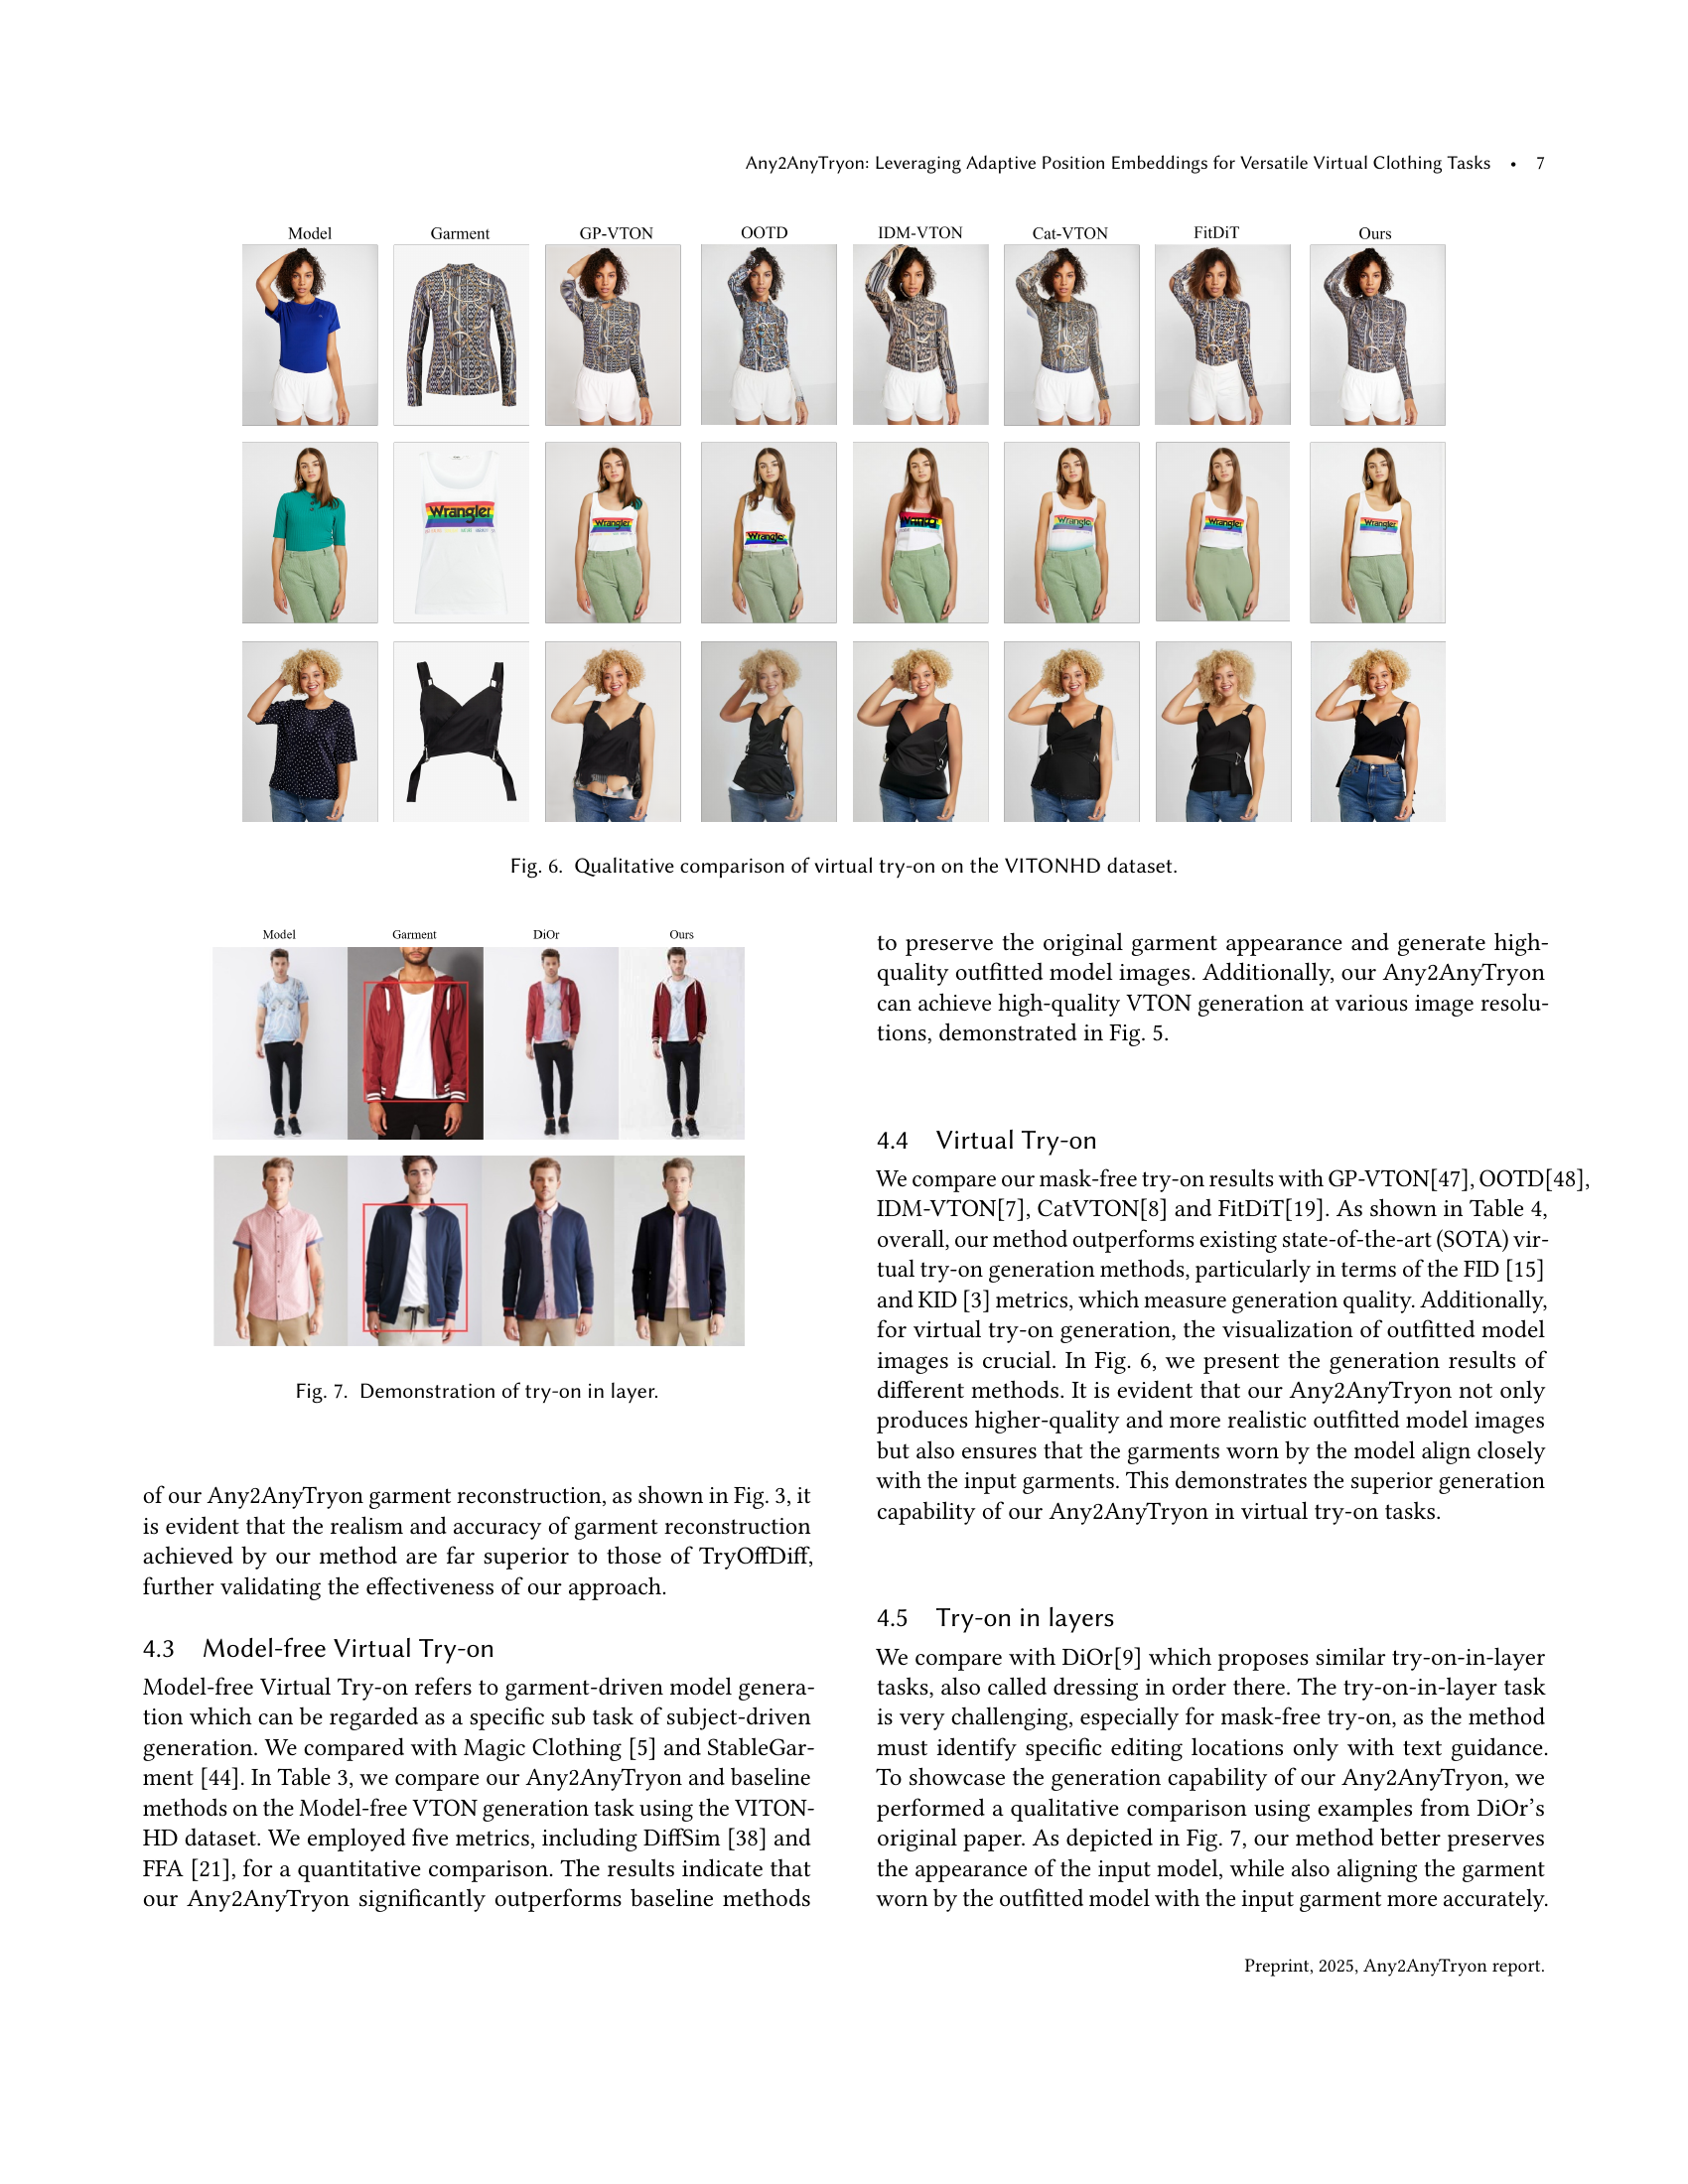 Any2AnyTryon: Leveraging Adaptive Position Embeddings for Versatile Virtual Clothing Tasks • 7
Model Garment GP-VTON OOTD IDM-VTON Cat-VTON FitDiT Ours
Wrangler Wrangler Wrangler Wrangler Wrangler Wrangler
Fig. 6. Qualitative comparison of virtual try-on on the VITONHD dataset.
Model Garment DiOr Ours
Fig. 7. Demonstration of try-on in layer.
of our Any2AnyTryon garment reconstruction, as shown in Fig. 3, it
is evident that the realism and accuracy of garment reconstruction
achieved by our method are far superior to those of TryOffDiff,
further validating the effectiveness of our approach.
4.3 Model-free Virtual Try-on
Model-free Virtual Try-on refers to garment-driven model genera-
tion which can be regarded as a specific sub task of subject-driven
generation. We compared with Magic Clothing [5] and StableGar-
ment [44]. In Table 3, we compare our Any2AnyTryon and baseline
methods on the Model-free VTON generation task using the VITON-
HD dataset. We employed five metrics, including DiffSim [38] and
FFA [21], for a quantitative comparison. The results indicate that
our Any2AnyTryon significantly outperforms baseline methods
to preserve the original garment appearance and generate high-
quality outfitted model images. Additionally, our Any2AnyTryon
can achieve high-quality VTON generation at various image resolu-
tions, demonstrated in Fig. 5.
4.4 Virtual Try-on
We compare our mask-free try-on results with GP-VTON[47], OOTD[48],
IDM-VTON[7], CatVTON[8] and FitDiT[19]. As shown in Table 4,
overall, our method outperforms existing state-of-the-art (SOTA) vir-
tual try-on generation methods, particularly in terms of the FID [15]
and KID [3] metrics, which measure generation quality. Additionally,
for virtual try-on generation, the visualization of outfitted model
images is crucial. In Fig. 6, we present the generation results of
different methods. It is evident that our Any2AnyTryon not only
produces higher-quality and more realistic outfitted model images
but also ensures that the garments worn by the model align closely
with the input garments. This demonstrates the superior generation
capability of our Any2AnyTryon in virtual try-on tasks.
4.5 Try-on in layers
We compare with DiOr[9] which proposes similar try-on-in-layer
tasks, also called dressing in order there. The try-on-in-layer task
is very challenging, especially for mask-free try-on, as the method
must identify specific editing locations only with text guidance.
To showcase the generation capability of our Any2AnyTryon, we
performed a qualitative comparison using examples from DiOr's
original paper. As depicted in Fig. 7, our method better preserves
the appearance of the input model, while also aligning the garment
worn by the outfitted model with the input garment more accurately.
Preprint, 2025, Any2AnyTryon report.